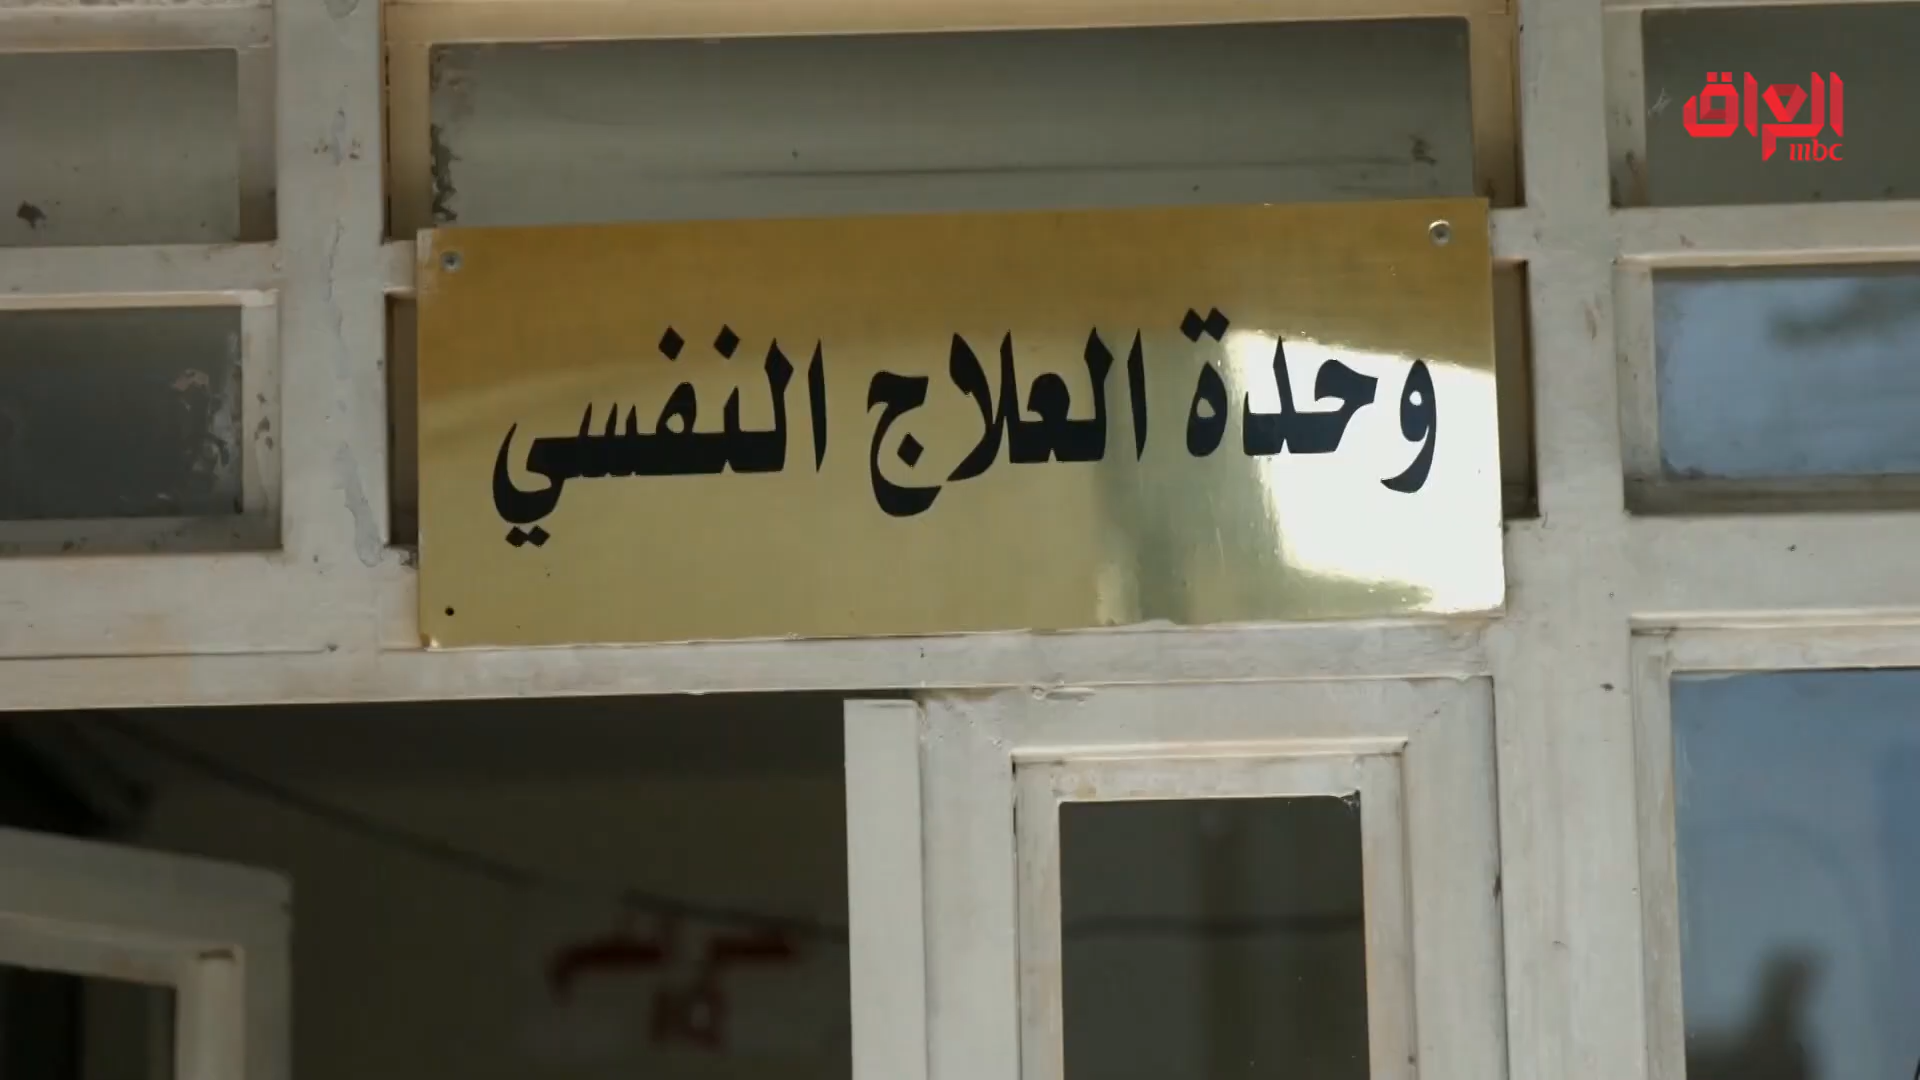 العراق
mbc
وحدة العلاج النفسي